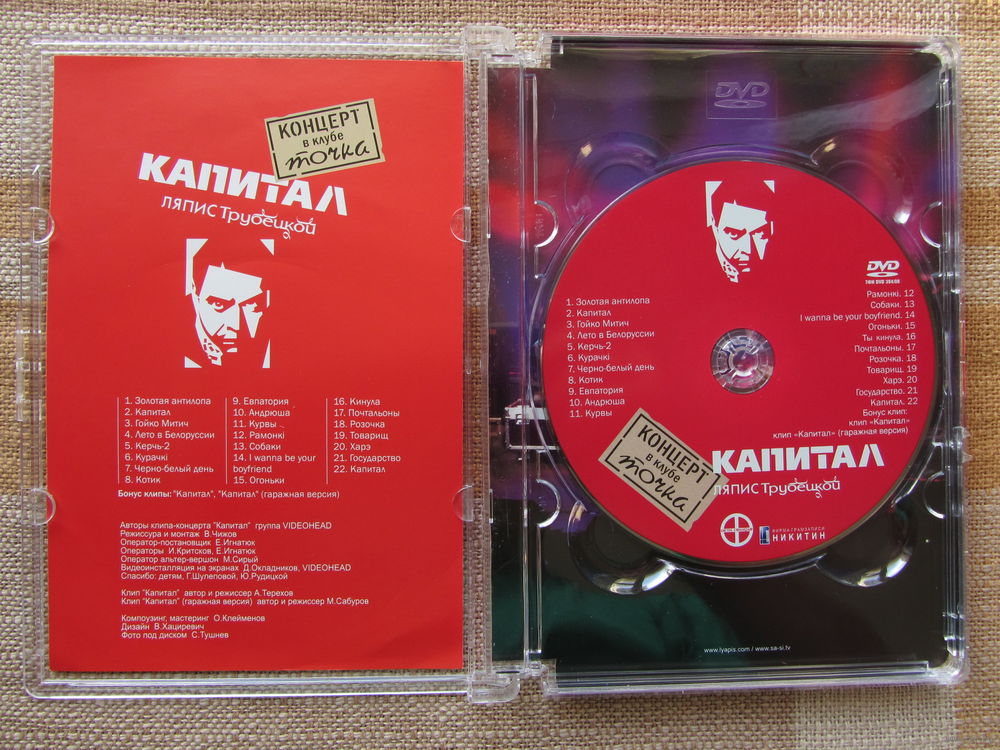 КОНЦЕРТ
в клубе
точка
КАПИТАЛ
ЛЯПИС Трубецкой
1. Золотая антилопа
2. Капитал
3. Гойко Митич
4. Лето в Белоруссии
5. Керчь-2
6. Курачкі
7. Черно-белый день
8. Котик
9. Евпатория
10. Андрюша
11. Курвы
12. Рамонкі
13. Собаки
14. I wanna be your
boyfriend
15. Огоньки
16. Кинула
17. Почтальоны
18. Розочка
19. Товарищ
20. Харэ
21. Государство
22. Капитал
Бонус клипы: "Капитал", "Капитал" (гаражная версия)
Авторы клипа-концерта "Капитал" группа VIDEOHEAD
Режиссура и монтаж В.Чижов
Оператор-постановщик Е.Игнатюк
Операторы И.Критсков, Е.Игнатюк
Оператор альтер-вершон М.Сирый
Видеоинсталляция на экранах Д.Окладников, VIDEOHEAD
Спасибо: детям, Г.Шулеповой, Ю.Рудицкой
Клип "Капитал" автор и режиссер А.Терехов
Клип "Капитал" (гаражная версия) автор и режиссер М.Сабуров
Компоузинг, мастеринг О.Клейменов
Дизайн В.Хациревич
Фото под диском С.Тушнев
DVD
DVD
1. Золотая антилопа
2. Капитал
3. Гойко Митич
4. Лето в Белоруссии
5. Керчь-2
6. Курачкі
7. Черно-белый день
8. Котик
9. Евпатория
10. Андрюша
11. Курвы
Рамонкі. 12
Собаки. 13
I wanna be your boyfriend. 14
Огоньки. 15
Ты кинула. 16
Почтальоны. 17
Розочка. 18
Товарищ. 19
Харэ. 20
Государство. 21
Капитал. 22
Бонус клип:
клип «Капитал»
клип «Капитал» (гаражная версия)
КОНЦЕРТ
в клубе
точка
КАПИТАЛ
ЛЯПИС Трубецкой
ФИРМА ГРАМЗАПИСИ
НИКИТИН
www.lyapis.com / www.sa-si.tv